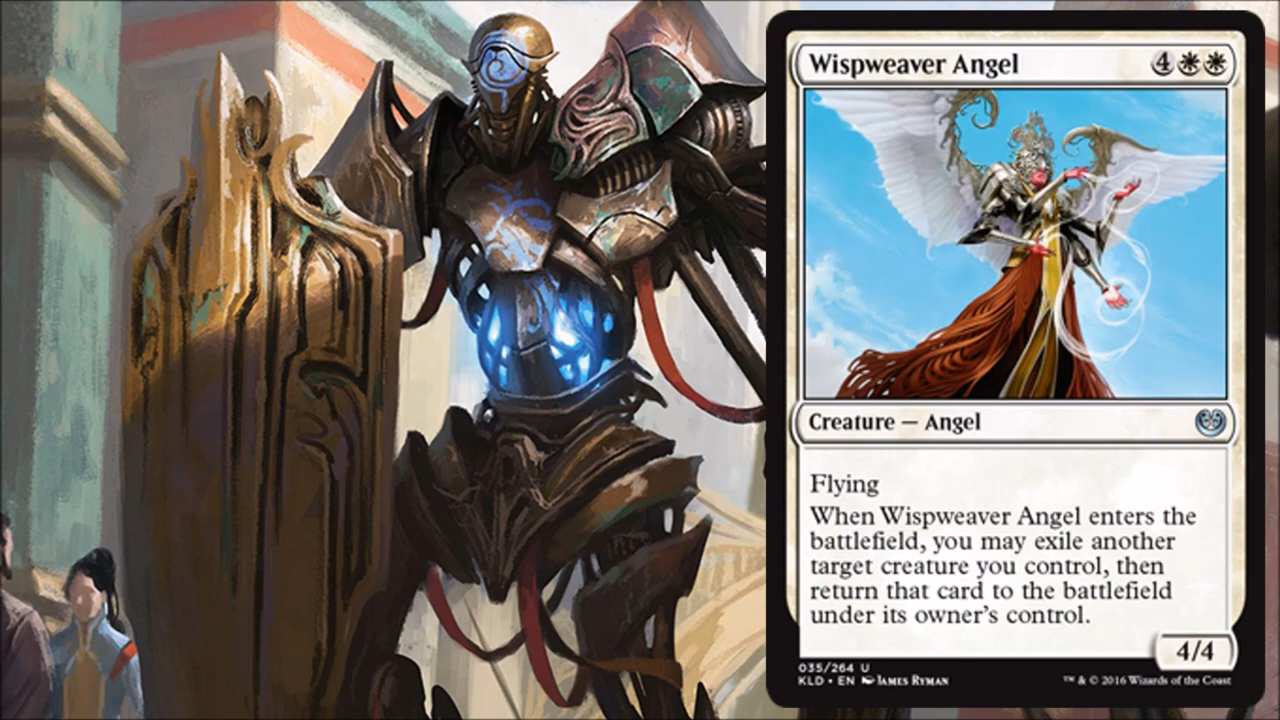 Wispweaver Angel 4
Creature — Angel
Flying
When Wispweaver Angel enters the
battlefield, you may exile another
target creature you control, then
return that card to the battlefield
under its owner's control.
4/4
035/264 U
KLD • EN James Ryman
™ & © 2016 Wizards of the Coast